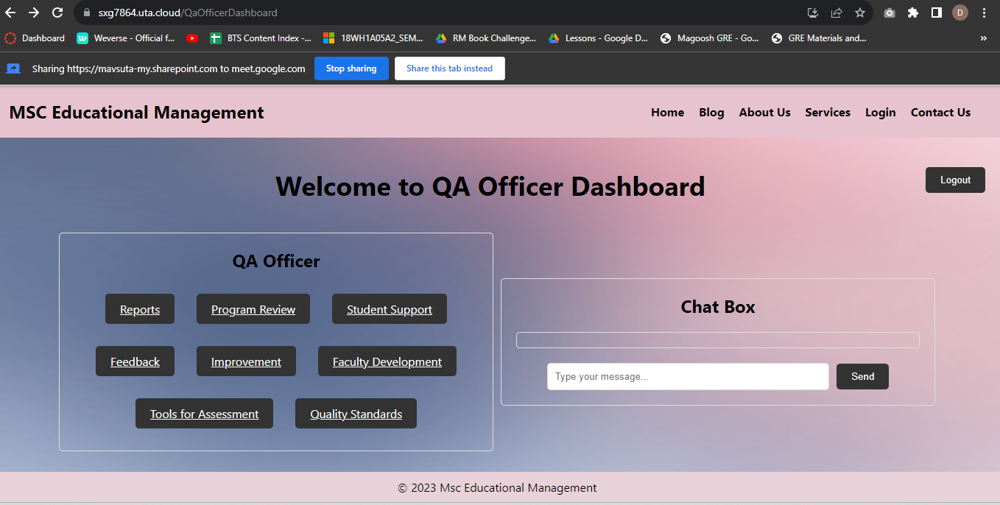 sxg7864.uta.cloud/QaOfficerDashboard
D
Dashboard Weverse - Official f... BTS Content Index -... 18WH1A05A2_SEM... RM Book Challenge... Lessons - Google D... Magoosh GRE - Go... GRE Materials and... »
Sharing https://mavsuta-my.sharepoint.com to meet.google.com Stop sharing Share this tab instead
MSC Educational Management Home Blog About Us Services Login Contact Us
Welcome to QA Officer Dashboard
Logout
QA Officer
Reports Program Review Student Support
Feedback Improvement Faculty Development
Tools for Assessment Quality Standards
Chat Box
Type your message... Send
© 2023 Msc Educational Management